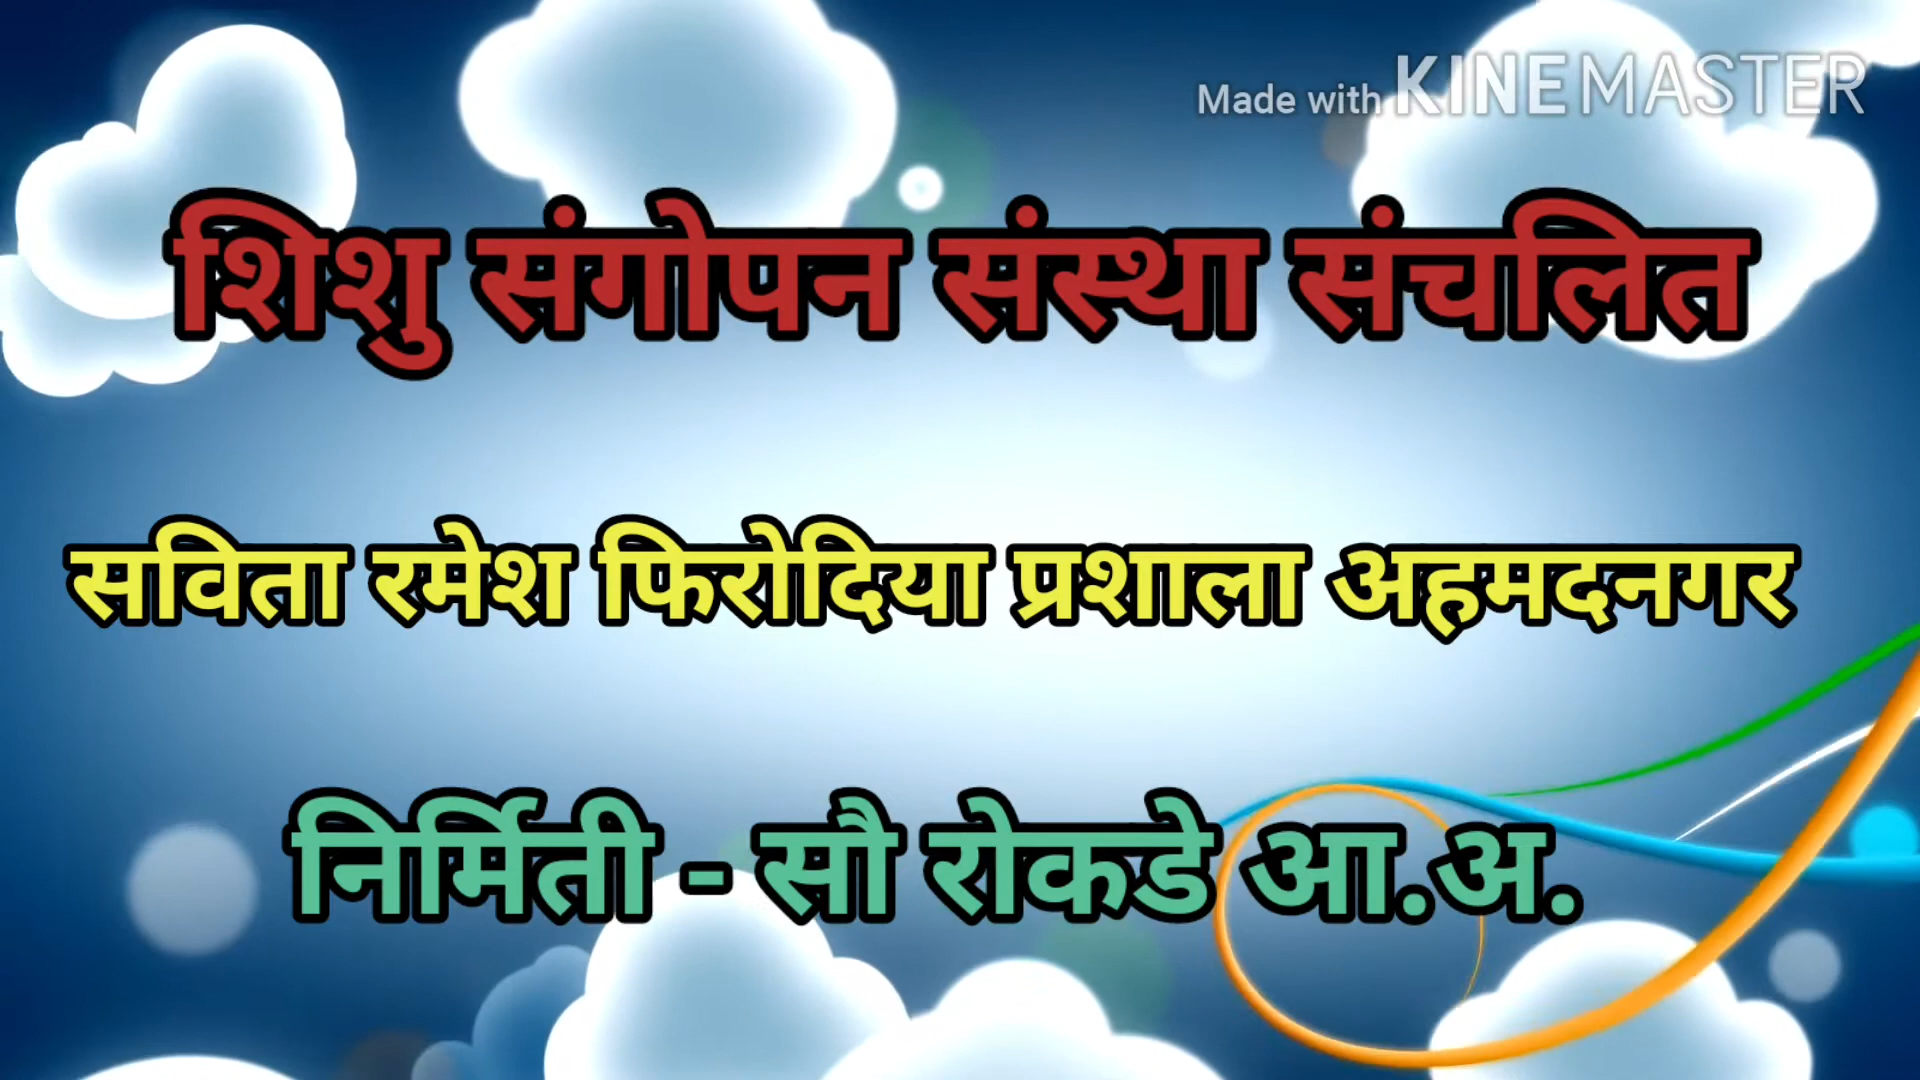 Made with KINEMASTER
शिशु संगोपन संस्था संचलित
सविता रमेश फिरोदिया प्रशाला अहमदनगर
निर्मिती - सौ रोकडे आ.अ.